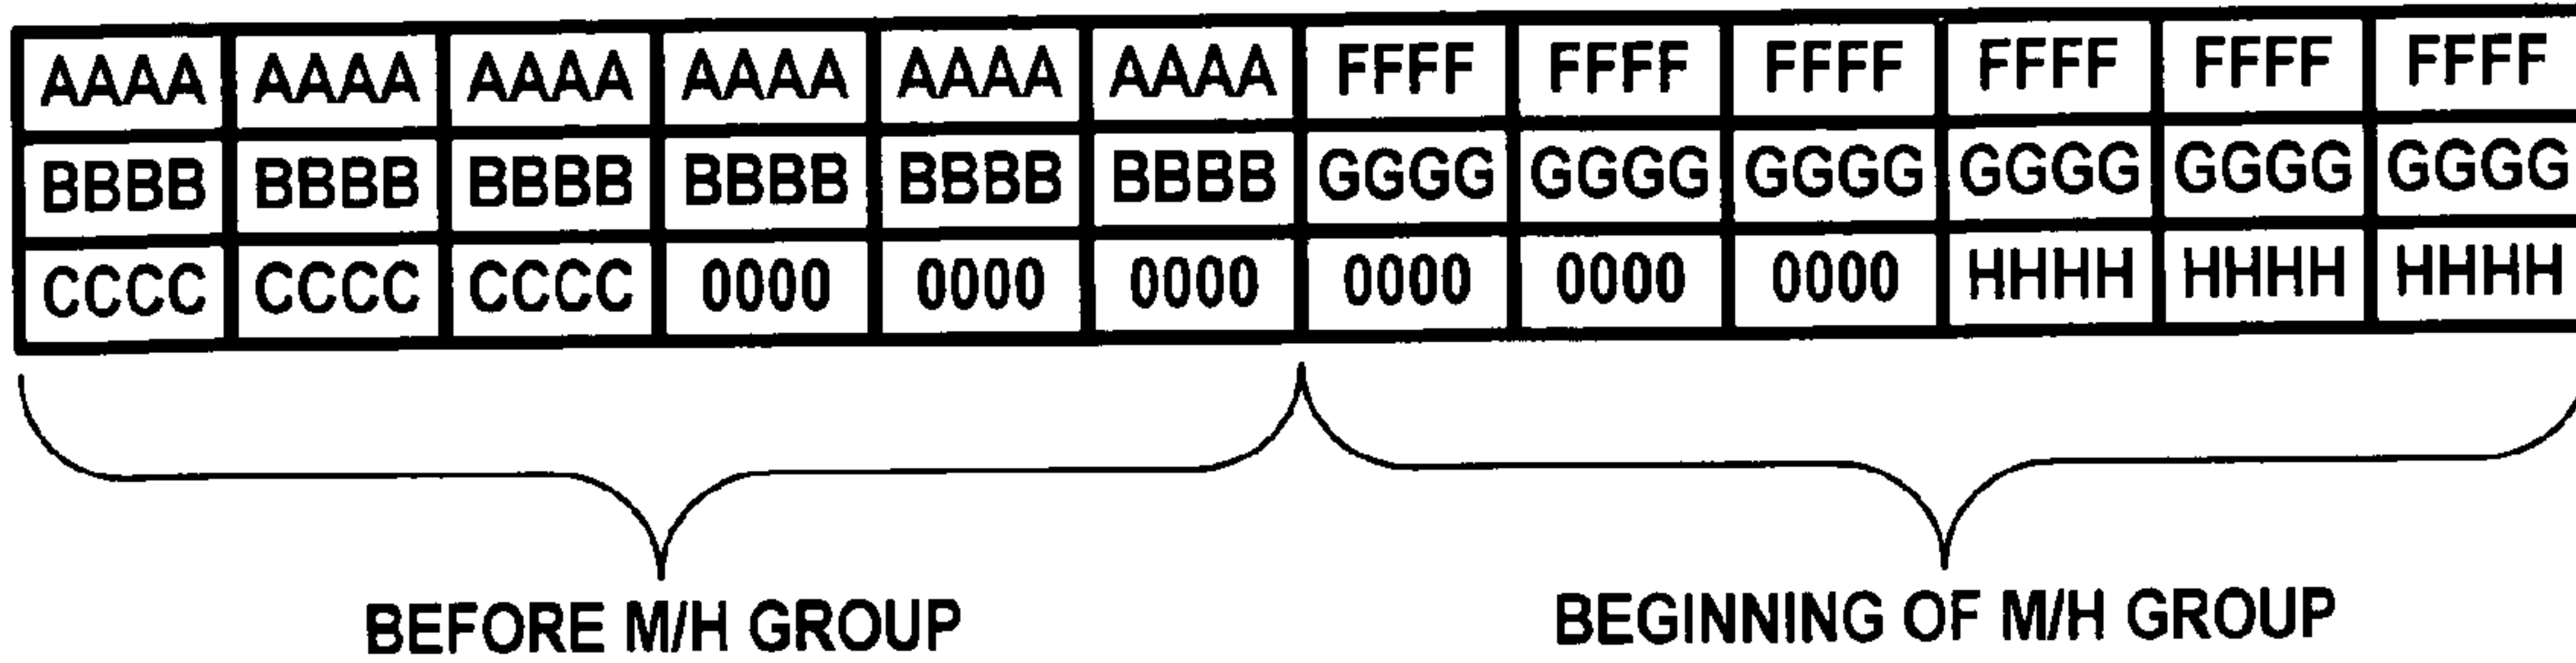 AAAA AAAA AAAA AAAA AAAA AAAA FFFF FFFF FFFF FFFF FFFF FFFF
BBBB BBBB BBBB BBBB BBBB BBBB GGGG GGGG GGGG GGGG GGGG GGGG
CCCC CCCC CCCC 0000 0000 0000 0000 0000 0000 HHHH HHHH HHHH
BEFORE M/H GROUP BEGINNING OF M/H GROUP